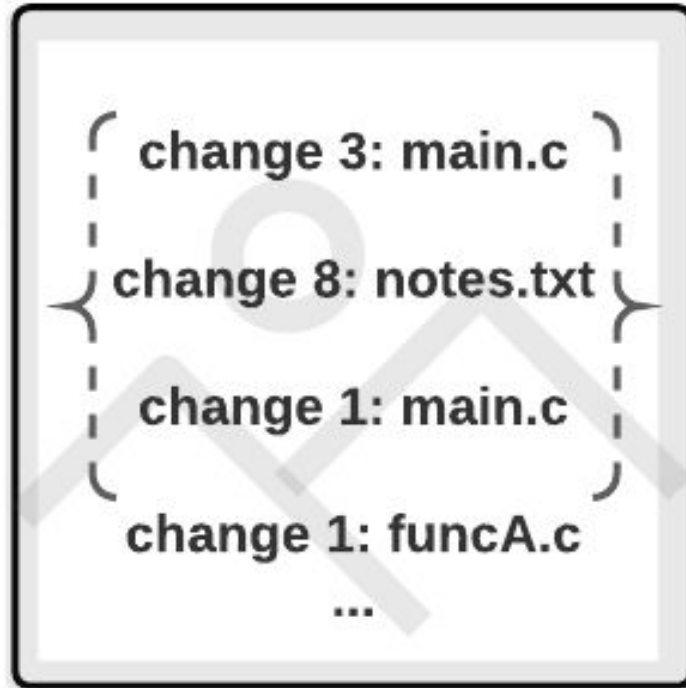 change 3: main.c
change 8: notes.txt
change 1: main.c
change 1: funcA.c
...